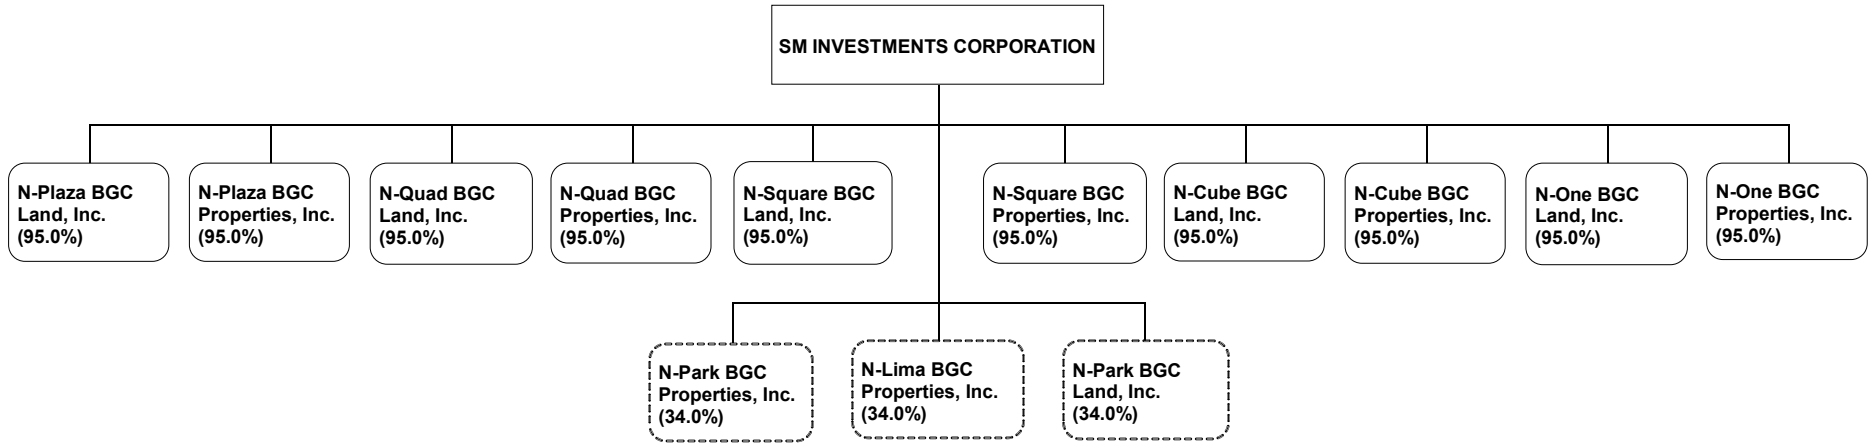 SM INVESTMENTS CORPORATION
N-Plaza BGC
Land, Inc.
(95.0%)
N-Plaza BGC
Properties, Inc.
(95.0%)
N-Quad BGC
Land, Inc.
(95.0%)
N-Quad BGC
Properties, Inc.
(95.0%)
N-Square BGC
Land, Inc.
(95.0%)
N-Square BGC
Properties, Inc.
(95.0%)
N-Cube BGC
Land, Inc.
(95.0%)
N-Cube BGC
Properties, Inc.
(95.0%)
N-One BGC
Land, Inc.
(95.0%)
N-One BGC
Properties, Inc.
(95.0%)
N-Park BGC
Properties, Inc.
(34.0%)
N-Lima BGC
Properties, Inc.
(34.0%)
N-Park BGC
Land, Inc.
(34.0%)